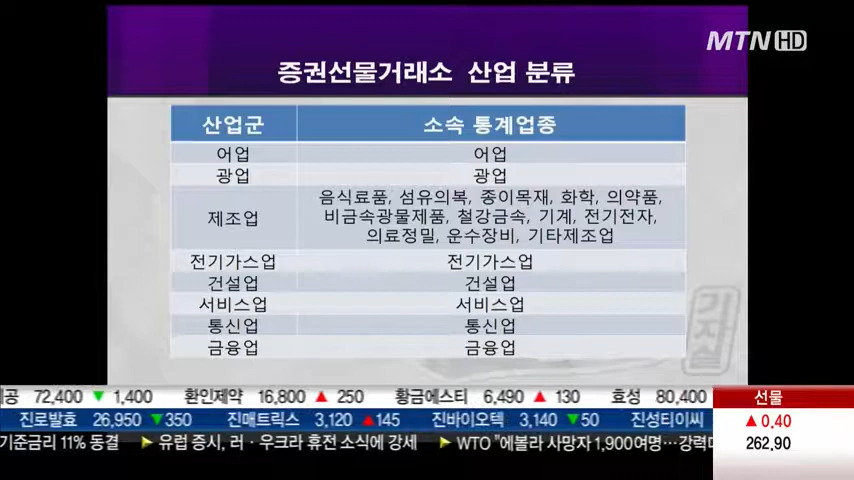 MTN HD
증권선물거래소 산업 분류
산업군 소속 통계업종
어업 어업
광업 광업
제조업 음식료품, 섬유의복, 종이목재, 화학, 의약품,
비금속광물제품, 철강금속, 기계, 전기전자,
의료정밀, 운수장비, 기타제조업
전기가스업 전기가스업
건설업 건설업
서비스업 서비스업
통신업 통신업
금융업 금융업
기자실
72,400 ▼ 1,400 환인제약 16,800 ▲ 250 황금에스티 6,490 ▲ 130 효성 80,400
선물
진로발효 26,950 ▼350 진매트릭스 3,120 ▲145 진바이오텍 3,140 ▼50 진성티이씨
▲ 0.40
기준금리 11% 동결 ▶ 유럽 증시, 러·우크라 휴전 소식에 강세 ▶ WTO "에볼라 사망자 1,900여명…강력
262.90